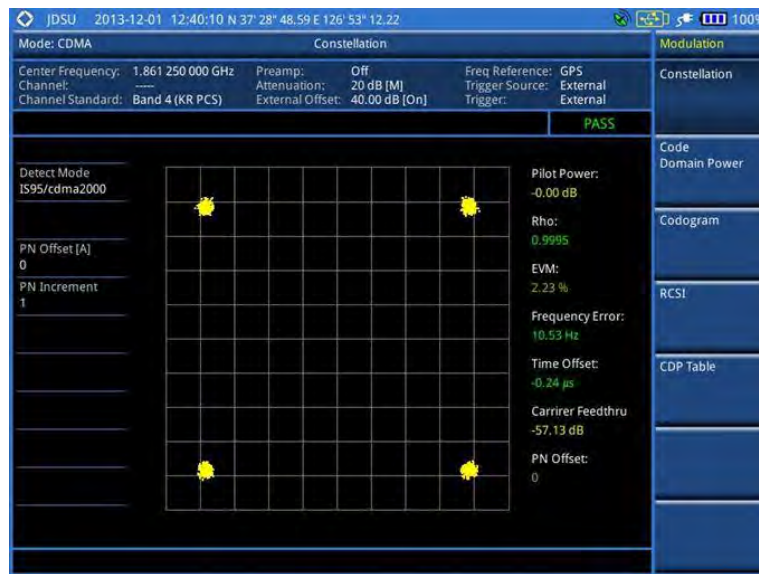 JDSU 2013-12-01 12:40:10 N 37' 28" 48.59 E 126' 53" 12.22 100%
Mode: CDMA Constellation Modulation
Center Frequency: 1.861 250 000 GHz Preamp: Off Freq Reference: GPS
Channel: ---- Attenuation: 20 dB [M] Trigger Source: External
Channel Standard: Band 4 (KR PCS) External Offset: 40.00 dB [On] Trigger: External
PASS
Constellation
Code
Domain Power
Codogram
RCSI
CDP Table
Detect Mode
IS95/cdma2000
PN Offset [A]
0
PN Increment
1
Pilot Power:
-0.00 dB
Rho:
0.9995
EVM:
2.23 %
Frequency Error:
10.53 Hz
Time Offset:
-0.24 µs
Carrirer Feedthru
-57.13 dB
PN Offset:
0